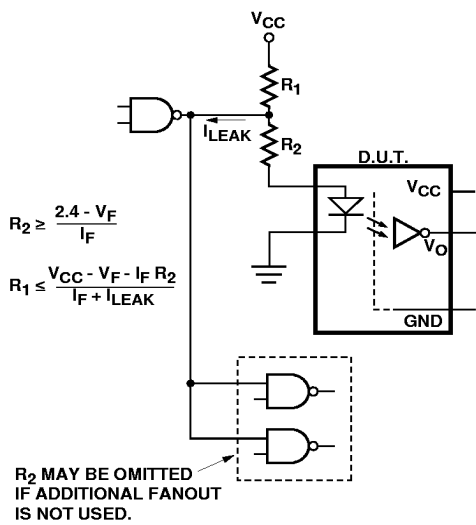 VCC
R1
ILEAK
R2
D.U.T.
VCC
VO
GND
R2 ≥ 2.4 - VF / IF
R1 ≤ VCC - VF - IF R2 / IF + ILEAK
R2 MAY BE OMITTED
IF ADDITIONAL FANOUT
IS NOT USED.